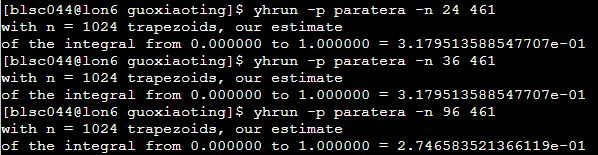 [blsc044@lon6 guoxiaoting]$ yhrun -p paratera -n 24 461
with n = 1024 trapezoids, our estimate
of the integral from 0.000000 to 1.000000 = 3.179513588547707e-01
[blsc044@lon6 guoxiaoting]$ yhrun -p paratera -n 36 461
with n = 1024 trapezoids, our estimate
of the integral from 0.000000 to 1.000000 = 3.179513588547707e-01
[blsc044@lon6 guoxiaoting]$ yhrun -p paratera -n 96 461
with n = 1024 trapezoids, our estimate
of the integral from 0.000000 to 1.000000 = 2.746583521366119e-01